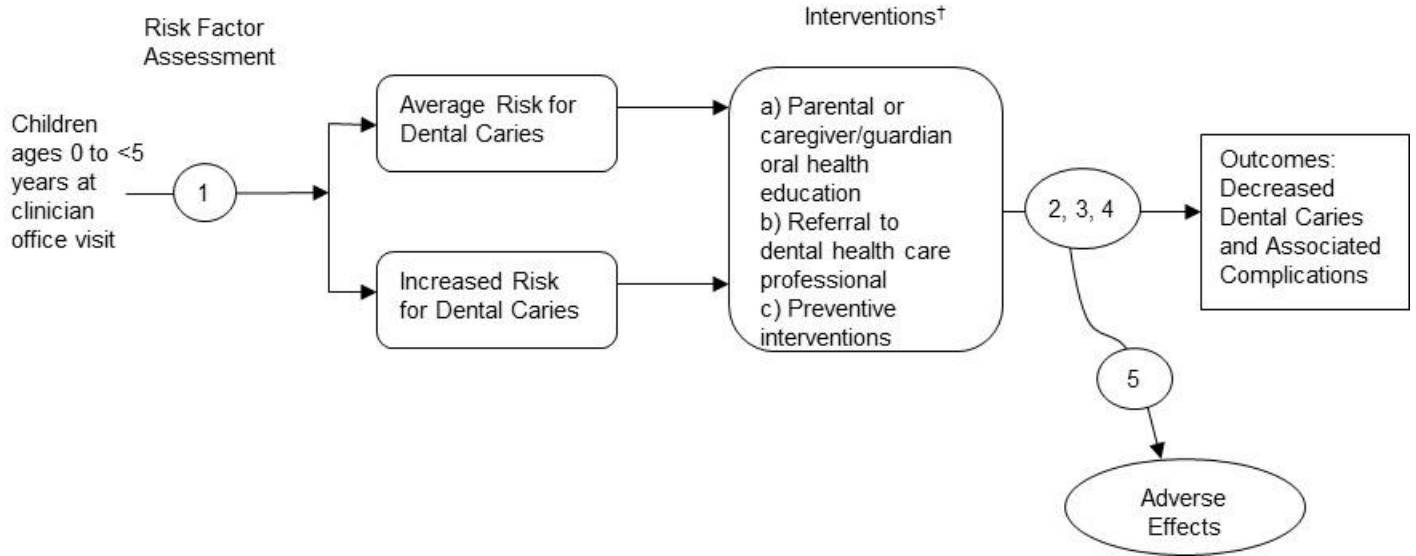 Risk Factor
Assessment
Interventions†
Children
ages 0 to <5
years at
clinician
office visit
1
Average Risk for
Dental Caries
Increased Risk
for Dental Caries
a) Parental or
caregiver/guardian
oral health
education
b) Referral to
dental health care
professional
c) Preventive
interventions
2, 3, 4
Outcomes:
Decreased
Dental Caries
and Associated
Complications
5
Adverse
Effects